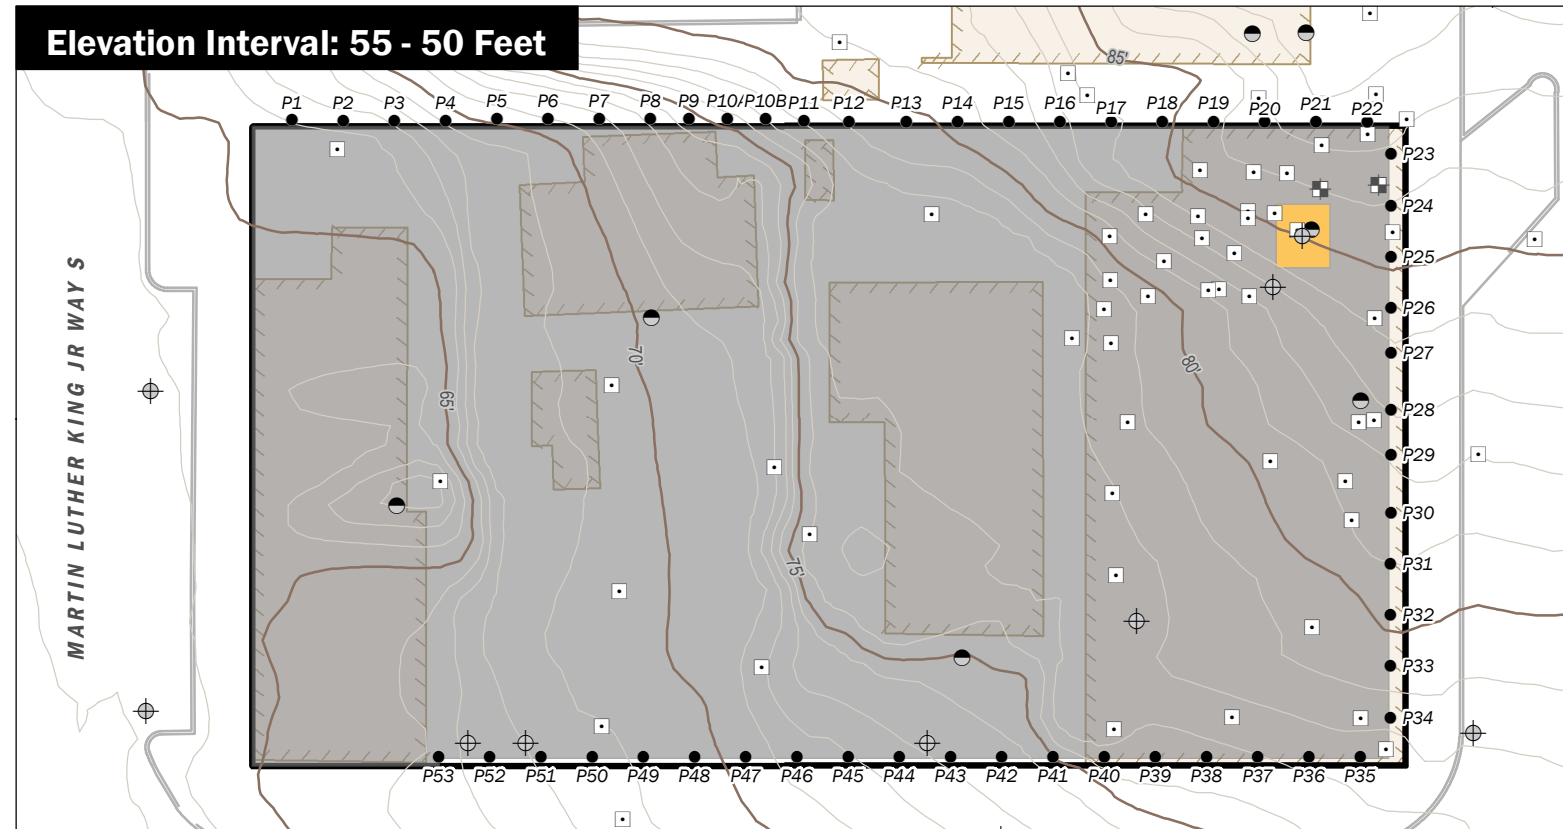 Elevation Interval: 55 - 50 Feet
85'
P1 P2 P3 P4 P5 P6 P7 P8 P9 P10A P10B P11 P12 P13 P14 P15 P16 P17 P18 P19 P20 P21 P22
P23
P24
P25
P26
P27
P28
P29
P30
P31
P32
P33
P34
70'
80'
65'
75'
MARTIN LUTHER KING JR WAY S
P53 P52 P51 P50 P49 P48 P47 P46 P45 P44 P43 P42 P41 P40 P39 P38 P37 P36 P35